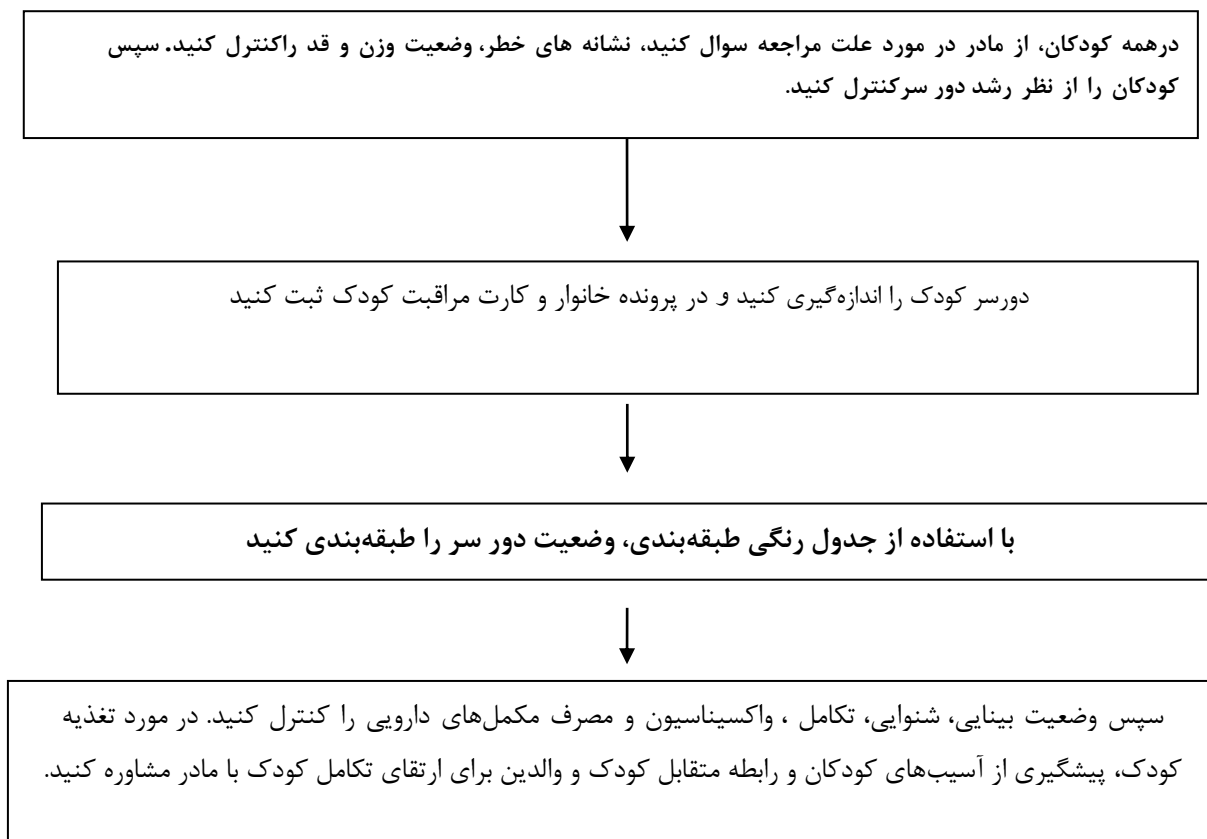 درهمه کودکان، از مادر در مورد علت مراجعه سوال کنید، نشانه های خطر، وضعیت وزن و قد راکنترل کنید. سپس
کودکان را از نظر رشد دور سرکنترل کنید.
دورسر کودک را اندازه‌گیری کنید و در پرونده خانوار و کارت مراقبت کودک ثبت کنید
با استفاده از جدول رنگی طبقه‌بندی، وضعیت دور سر را طبقه‌بندی کنید
سپس وضعیت بینایی، شنوایی، تکامل ، واکسیناسیون و مصرف مکمل‌های دارویی را کنترل کنید. در مورد تغذیه
کودک، پیشگیری از آسیب‌های کودکان و رابطه متقابل کودک و والدین برای ارتقای تکامل کودک با مادر مشاوره کنید.